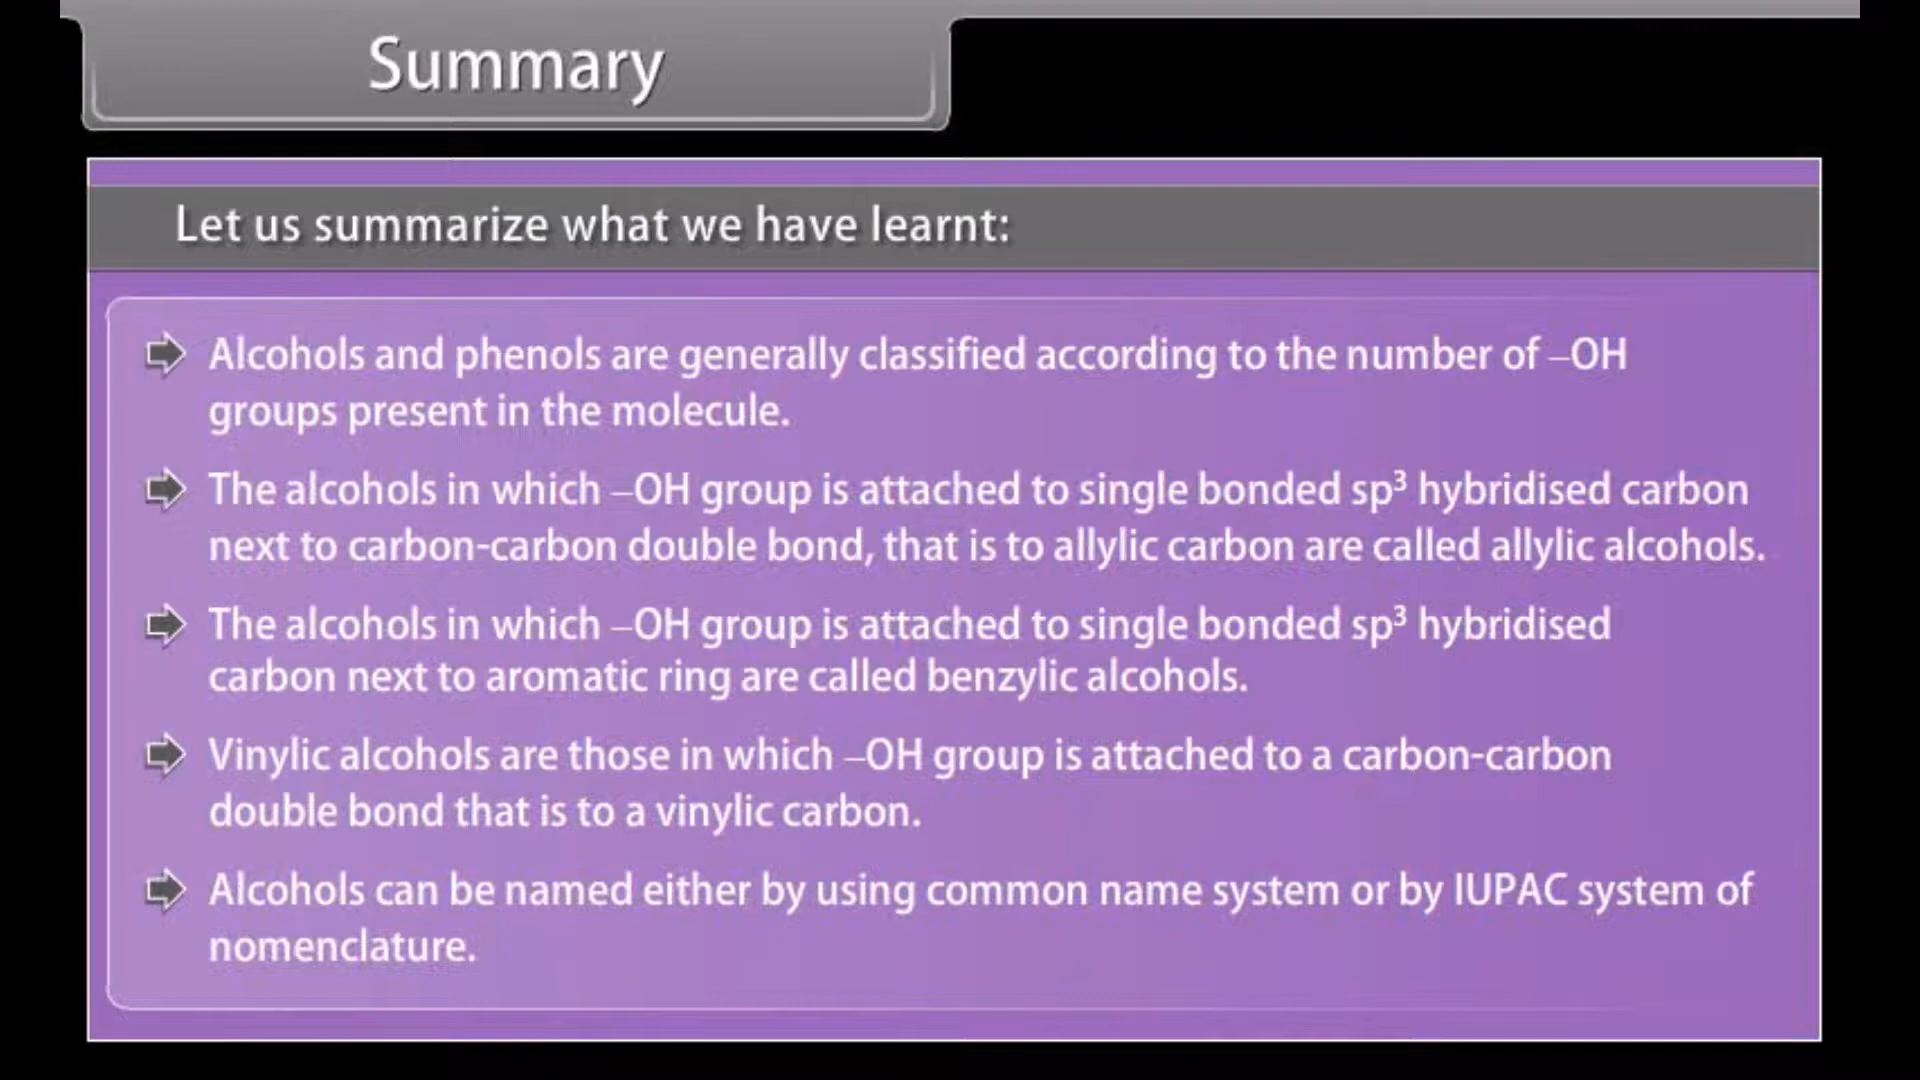 Summary
Let us summarize what we have learnt:
Alcohols and phenols are generally classified according to the number of –OH
groups present in the molecule.
The alcohols in which –OH group is attached to single bonded sp³ hybridised carbon
next to carbon-carbon double bond, that is to allylic carbon are called allylic alcohols.
The alcohols in which –OH group is attached to single bonded sp³ hybridised
carbon next to aromatic ring are called benzylic alcohols.
Vinylic alcohols are those in which –OH group is attached to a carbon-carbon
double bond that is to a vinylic carbon.
Alcohols can be named either by using common name system or by IUPAC system of
nomenclature.